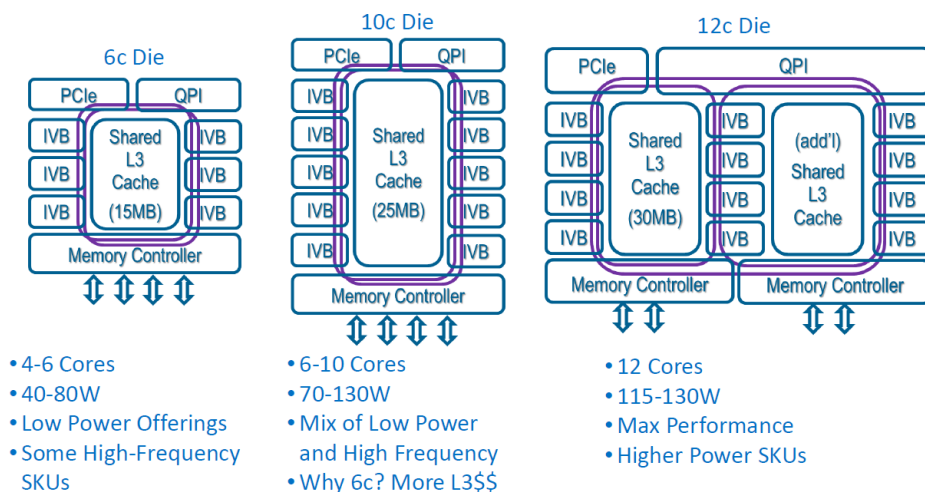 6c Die
PCIe
QPI
IVB
IVB
IVB
Shared
L3
Cache
(15MB)
IVB
IVB
IVB
Memory Controller
• 4-6 Cores
• 40-80W
• Low Power Offerings
• Some High-Frequency
SKUs
10c Die
PCIe
QPI
IVB
IVB
IVB
IVB
IVB
Shared
L3
Cache
(25MB)
IVB
IVB
IVB
IVB
IVB
Memory Controller
• 6-10 Cores
• 70-130W
• Mix of Low Power
and High Frequency
• Why 6c? More L3$$
12c Die
PCIe
QPI
IVB
IVB
IVB
IVB
Shared
L3
Cache
(30MB)
IVB
IVB
IVB
IVB
(add'l)
Shared
L3
Cache
IVB
IVB
IVB
IVB
Memory Controller
Memory Controller
• 12 Cores
• 115-130W
• Max Performance
• Higher Power SKUs